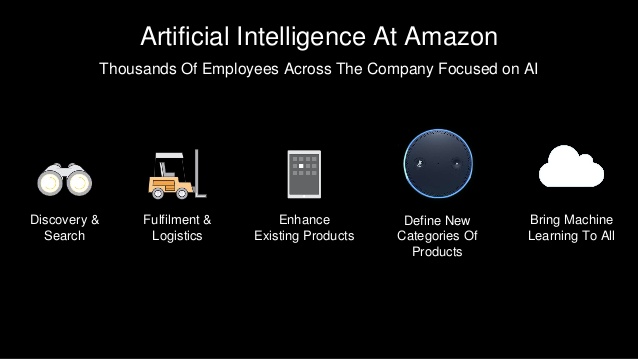 Artificial Intelligence At Amazon
Thousands Of Employees Across The Company Focused on AI
Discovery &
Search
Fulfilment &
Logistics
Enhance
Existing Products
Define New
Categories Of
Products
Bring Machine
Learning To All